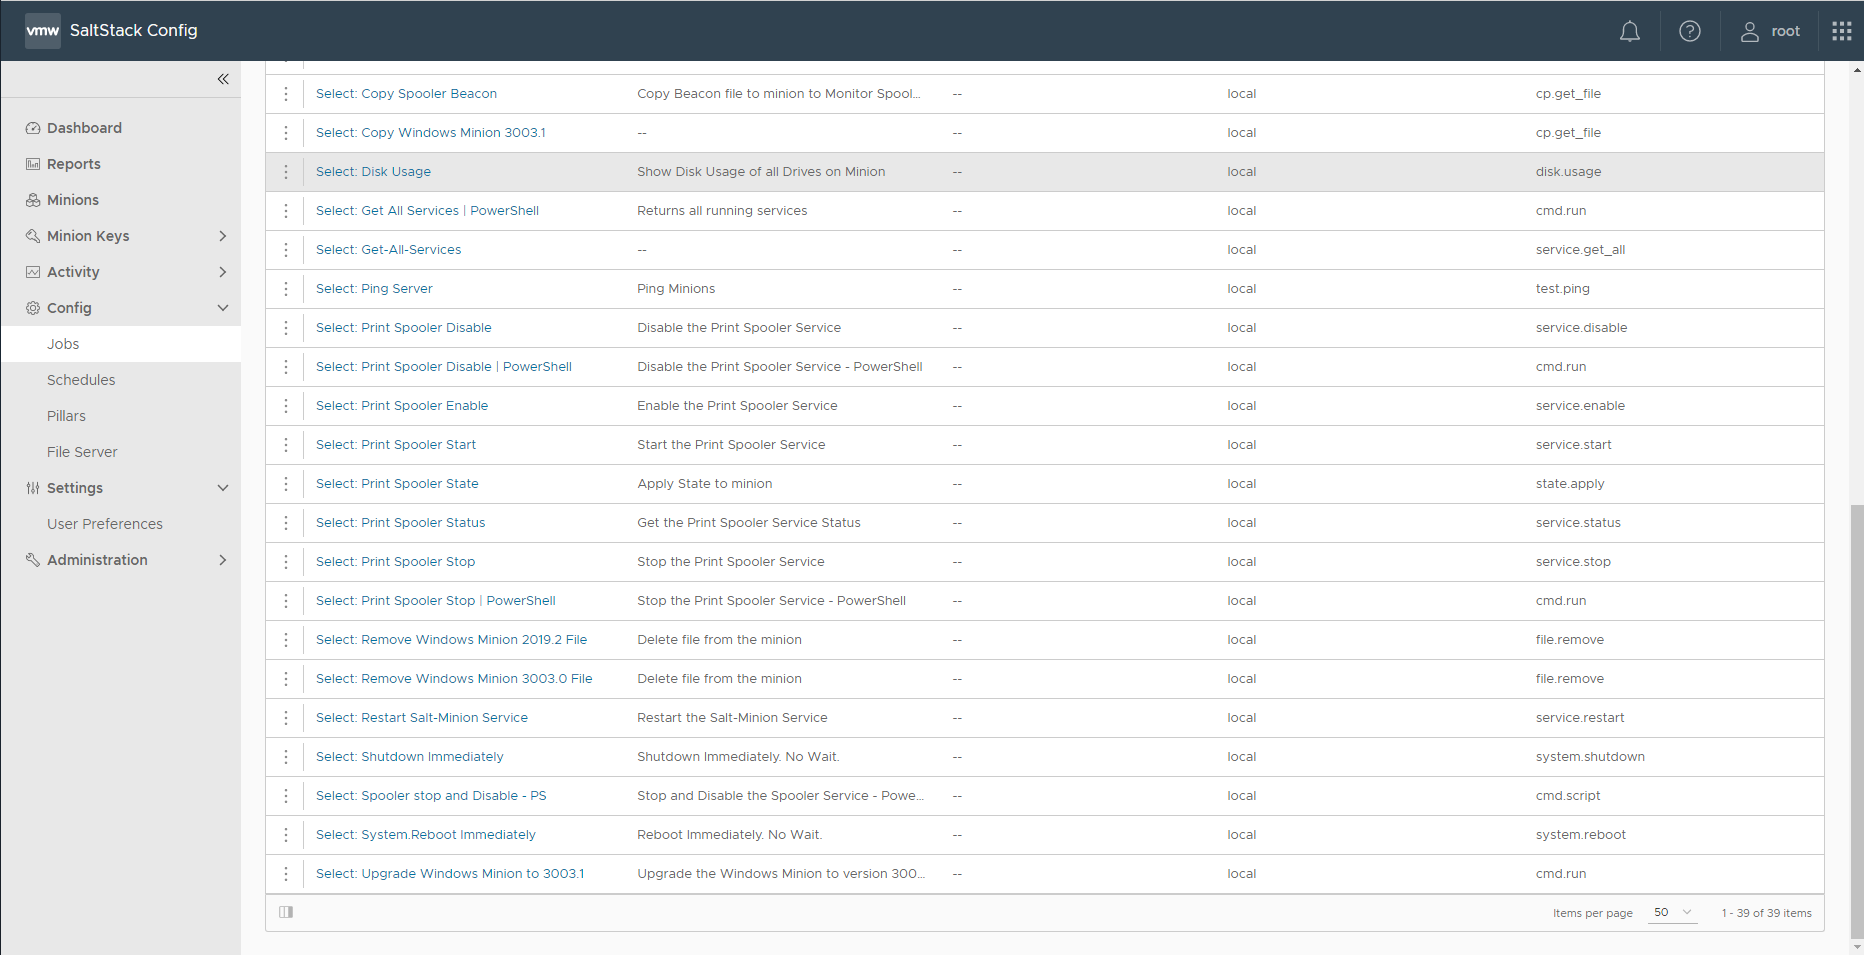 vmw SaltStack Config
root
Dashboard
Reports
Minions
Minion Keys
Activity
Config
Jobs
Schedules
Pillars
File Server
Settings
User Preferences
Administration
Select: Copy Spooler Beacon Copy Beacon file to minion to Monitor Spool... -- local cp.get_file
Select: Copy Windows Minion 3003.1 -- -- local cp.get_file
Select: Disk Usage Show Disk Usage of all Drives on Minion -- local disk.usage
Select: Get All Services | PowerShell Returns all running services -- local cmd.run
Select: Get-All-Services -- -- local service.get_all
Select: Ping Server Ping Minions -- local test.ping
Select: Print Spooler Disable Disable the Print Spooler Service -- local service.disable
Select: Print Spooler Disable | PowerShell Disable the Print Spooler Service - PowerShell -- local cmd.run
Select: Print Spooler Enable Enable the Print Spooler Service -- local service.enable
Select: Print Spooler Start Start the Print Spooler Service -- local service.start
Select: Print Spooler State Apply State to minion -- local state.apply
Select: Print Spooler Status Get the Print Spooler Service Status -- local service.status
Select: Print Spooler Stop Stop the Print Spooler Service -- local service.stop
Select: Print Spooler Stop | PowerShell Stop the Print Spooler Service - PowerShell -- local cmd.run
Select: Remove Windows Minion 2019.2 File Delete file from the minion -- local file.remove
Select: Remove Windows Minion 3003.0 File Delete file from the minion -- local file.remove
Select: Restart Salt-Minion Service Restart the Salt-Minion Service -- local service.restart
Select: Shutdown Immediately Shutdown Immediately. No Wait. -- local system.shutdown
Select: Spooler stop and Disable - PS Stop and Disable the Spooler Service - Powe... -- local cmd.script
Select: System.Reboot Immediately Reboot Immediately. No Wait. -- local system.reboot
Select: Upgrade Windows Minion to 3003.1 Upgrade the Windows Minion to version 300... -- local cmd.run
Items per page 50 1 - 39 of 39 items